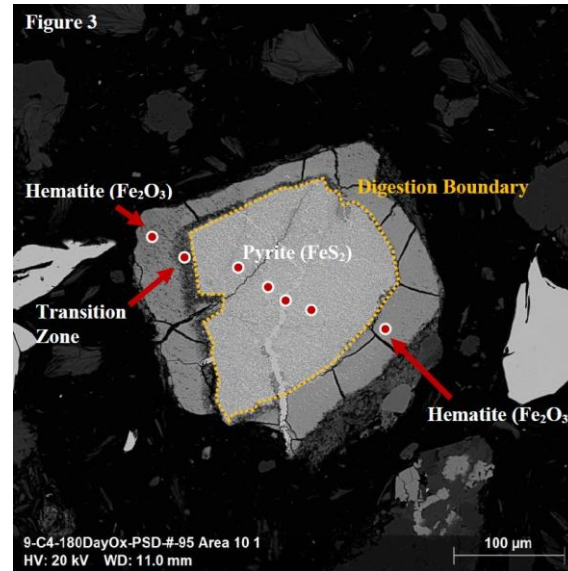 Figure 3
Hematite (Fe₂O₃)
Digestion Boundary
Pyrite (FeS₂)
Transition
Zone
Hematite (Fe₂O₃
9-C4-180DayOx-PSD-#-95 Area 10 1
HV: 20 kV WD: 11.0 mm
100 µm